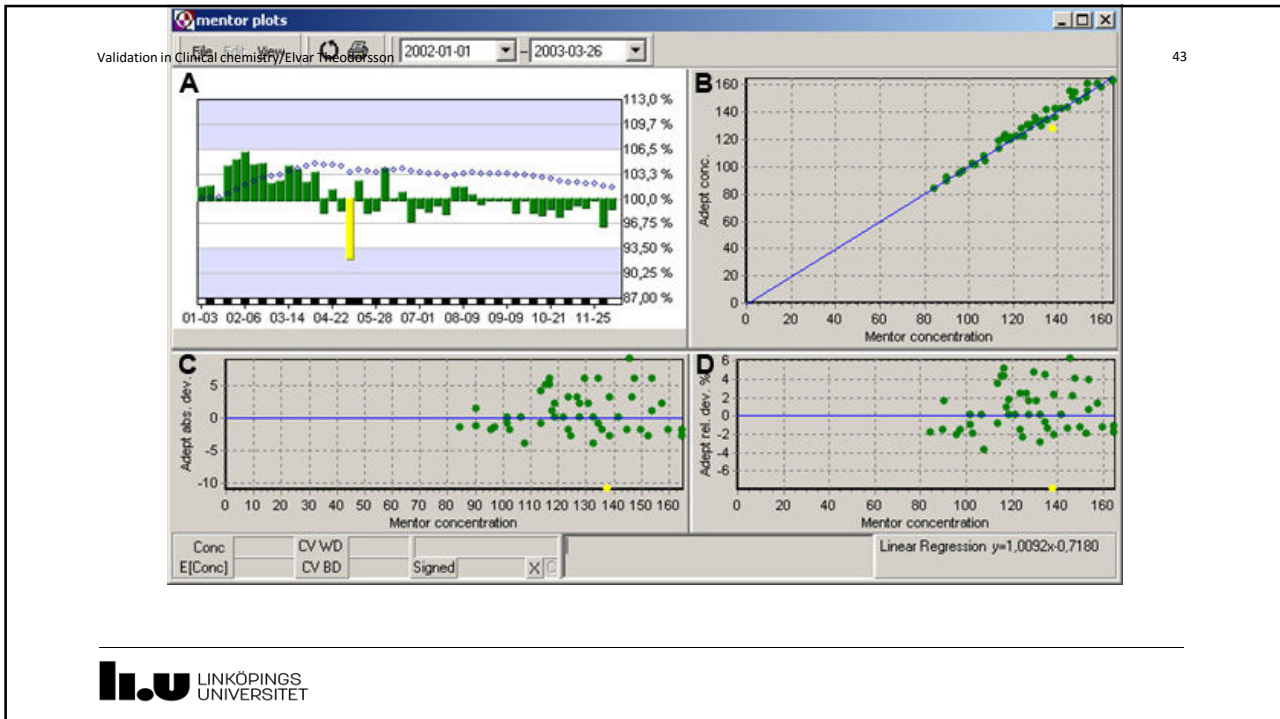 mentor plots
File Edit View 2002-01-01 – 2003-03-26
Validation in Clinical chemistry/Elvar Theodorsson 43
A
113,0 %
109,7 %
106,5 %
103,3 %
100,0 %
96,75 %
93,50 %
90,25 %
87,00 %
01-03 02-06 03-14 04-22 05-28 07-01 08-09 09-09 10-21 11-25
B
160
140
120
100
80
60
40
20
0
Adept conc.
0 20 40 60 80 100 120 140 160
Mentor concentration
C
5
0
-5
-10
Adept abs. dev.
0 10 20 30 40 50 60 70 80 90 100 110 120 130 140 150 160
Mentor concentration
D
6
4
2
0
-2
-4
-6
Adept rel. dev. %
0 20 40 60 80 100 120 140 160
Mentor concentration
Conc CV WD
E[Conc] CV BD Signed X C
Linear Regression y=1,0092x-0,7180
li.u LINKÖPINGS
UNIVERSITET